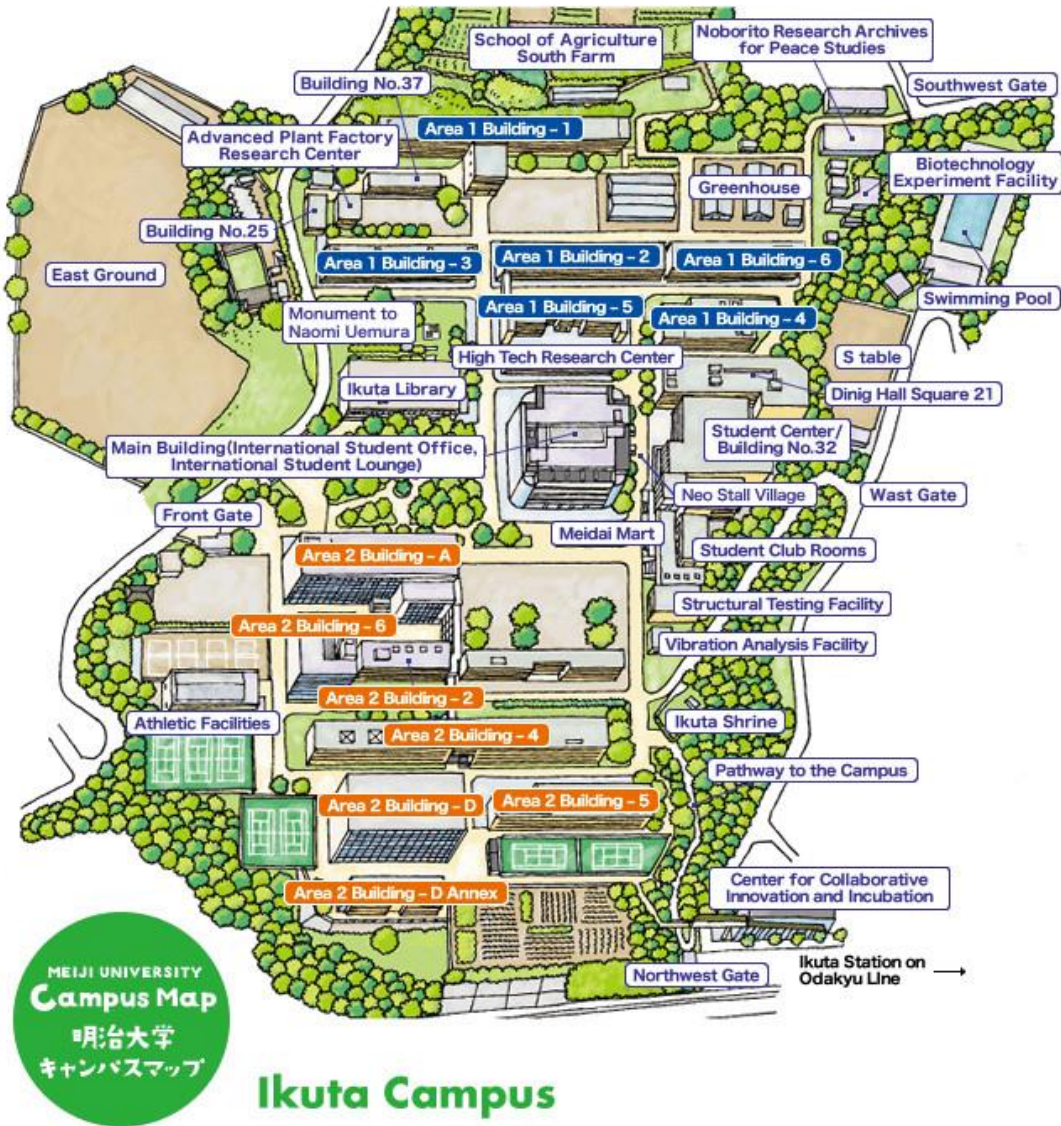 School of Agriculture
South Farm
Noborito Research Archives
for Peace Studies
Building No.37
Southwest Gate
Area 1 Building - 1
Advanced Plant Factory
Research Center
Biotechnology
Experiment Facility
Greenhouse
Building No.25
East Ground
Area 1 Building - 3
Area 1 Building - 2
Area 1 Building - 6
Swimming Pool
Monument to
Naomi Uemura
Area 1 Building - 5
Area 1 Building - 4
High Tech Research Center
S table
Ikuta Library
Dinig Hall Square 21
Main Building(International Student Office,
International Student Lounge)
Student Center/
Building No.32
Neo Stall Village
Wast Gate
Front Gate
Meidai Mart
Student Club Rooms
Area 2 Building - A
Structural Testing Facility
Area 2 Building - 6
Vibration Analysis Facility
Area 2 Building - 2
Athletic Facilities
Ikuta Shrine
Area 2 Building - 4
Pathway to the Campus
Area 2 Building - D
Area 2 Building - 5
Area 2 Building - D Annex
Center for Collaborative
Innovation and Incubation
Northwest Gate
Ikuta Station on
Odakyu Line
MEIJI UNIVERSITY
Campus Map
明治大学
キャンパスマップ
Ikuta Campus